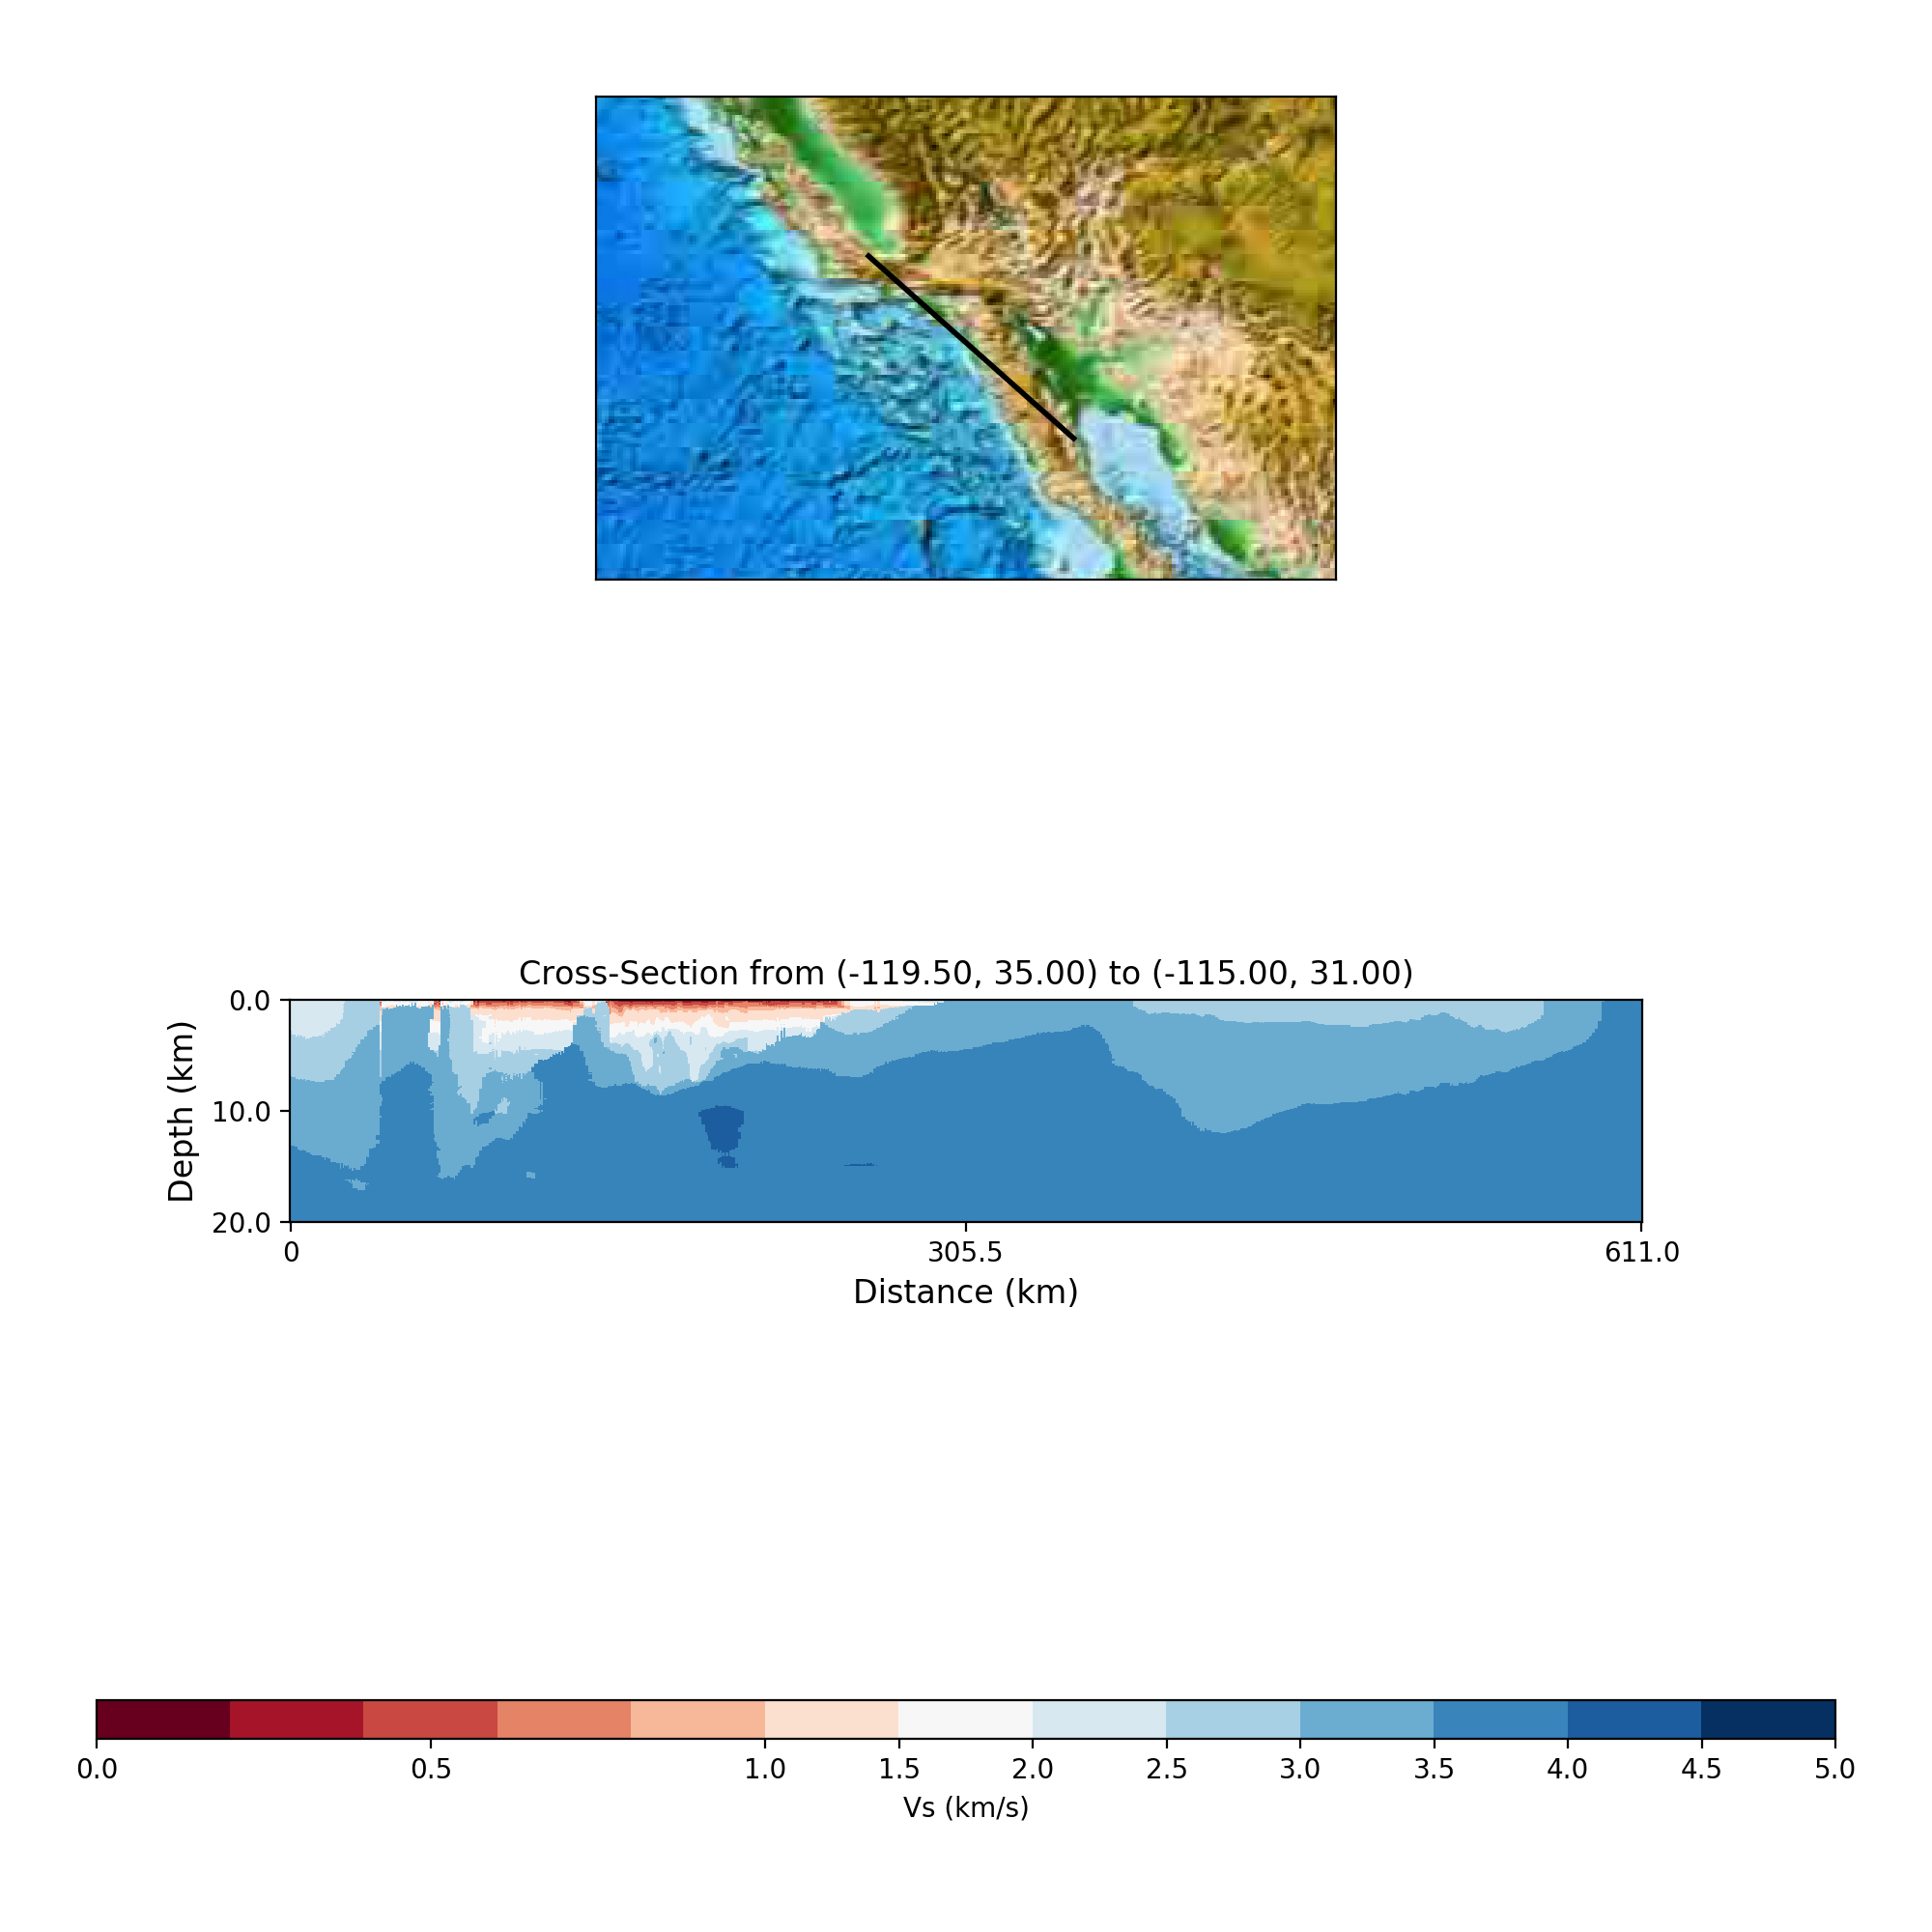 Cross-Section from (-119.50, 35.00) to (-115.00, 31.00)
0.0
10.0
20.0
Depth (km)
0 305.5 611.0
Distance (km)
0.0 0.5 1.0 1.5 2.0 2.5 3.0 3.5 4.0 4.5 5.0
Vs (km/s)